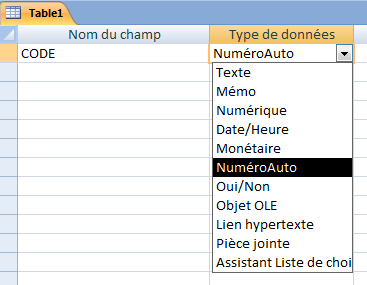 Table1
Nom du champ Type de données
CODE NuméroAuto
Texte
Mémo
Numérique
Date/Heure
Monétaire
NuméroAuto
Oui/Non
Objet OLE
Lien hypertexte
Pièce jointe
Assistant Liste de choi